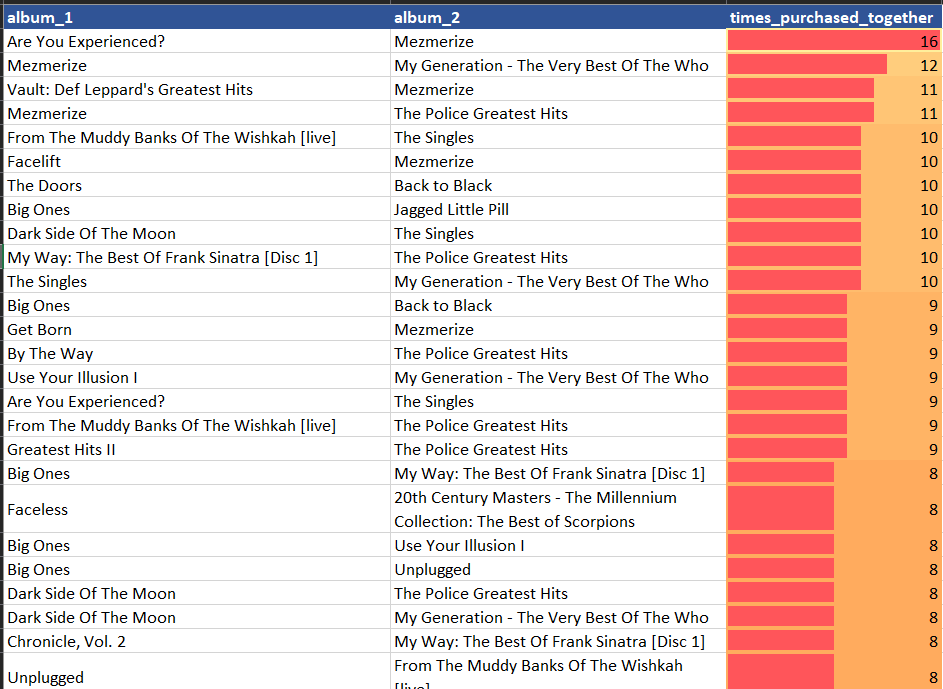 album_1 album_2 times_purchased_together
Are You Experienced? Mezmerize 16
Mezmerize My Generation - The Very Best Of The Who 12
Vault: Def Leppard's Greatest Hits Mezmerize 11
Mezmerize The Police Greatest Hits 11
From The Muddy Banks Of The Wishkah [live] The Singles 10
Facelift Mezmerize 10
The Doors Back to Black 10
Big Ones Jagged Little Pill 10
Dark Side Of The Moon The Singles 10
My Way: The Best Of Frank Sinatra [Disc 1] The Police Greatest Hits 10
The Singles My Generation - The Very Best Of The Who 10
Big Ones Back to Black 9
Get Born Mezmerize 9
By The Way The Police Greatest Hits 9
Use Your Illusion I My Generation - The Very Best Of The Who 9
Are You Experienced? The Singles 9
From The Muddy Banks Of The Wishkah [live] The Police Greatest Hits 9
Greatest Hits II The Police Greatest Hits 9
Big Ones My Way: The Best Of Frank Sinatra [Disc 1] 8
Faceless 20th Century Masters - The Millennium
Collection: The Best of Scorpions 8
Big Ones Use Your Illusion I 8
Big Ones Unplugged 8
Dark Side Of The Moon The Police Greatest Hits 8
Dark Side Of The Moon My Generation - The Very Best Of The Who 8
Chronicle, Vol. 2 My Way: The Best Of Frank Sinatra [Disc 1] 8
Unplugged From The Muddy Banks Of The Wishkah
[live] 8